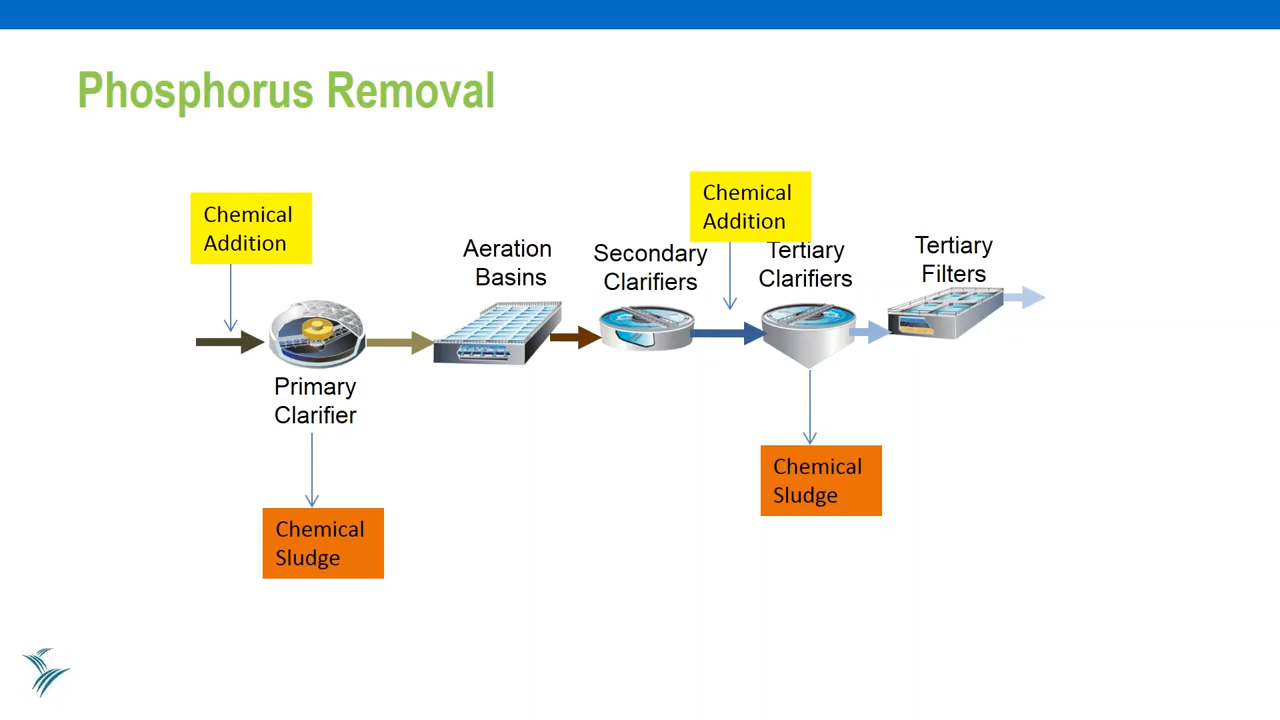 Phosphorus Removal
Chemical
Addition
Chemical
Addition
Aeration
Basins
Secondary
Clarifiers
Tertiary
Clarifiers
Tertiary
Filters
Primary
Clarifier
Chemical
Sludge
Chemical
Sludge